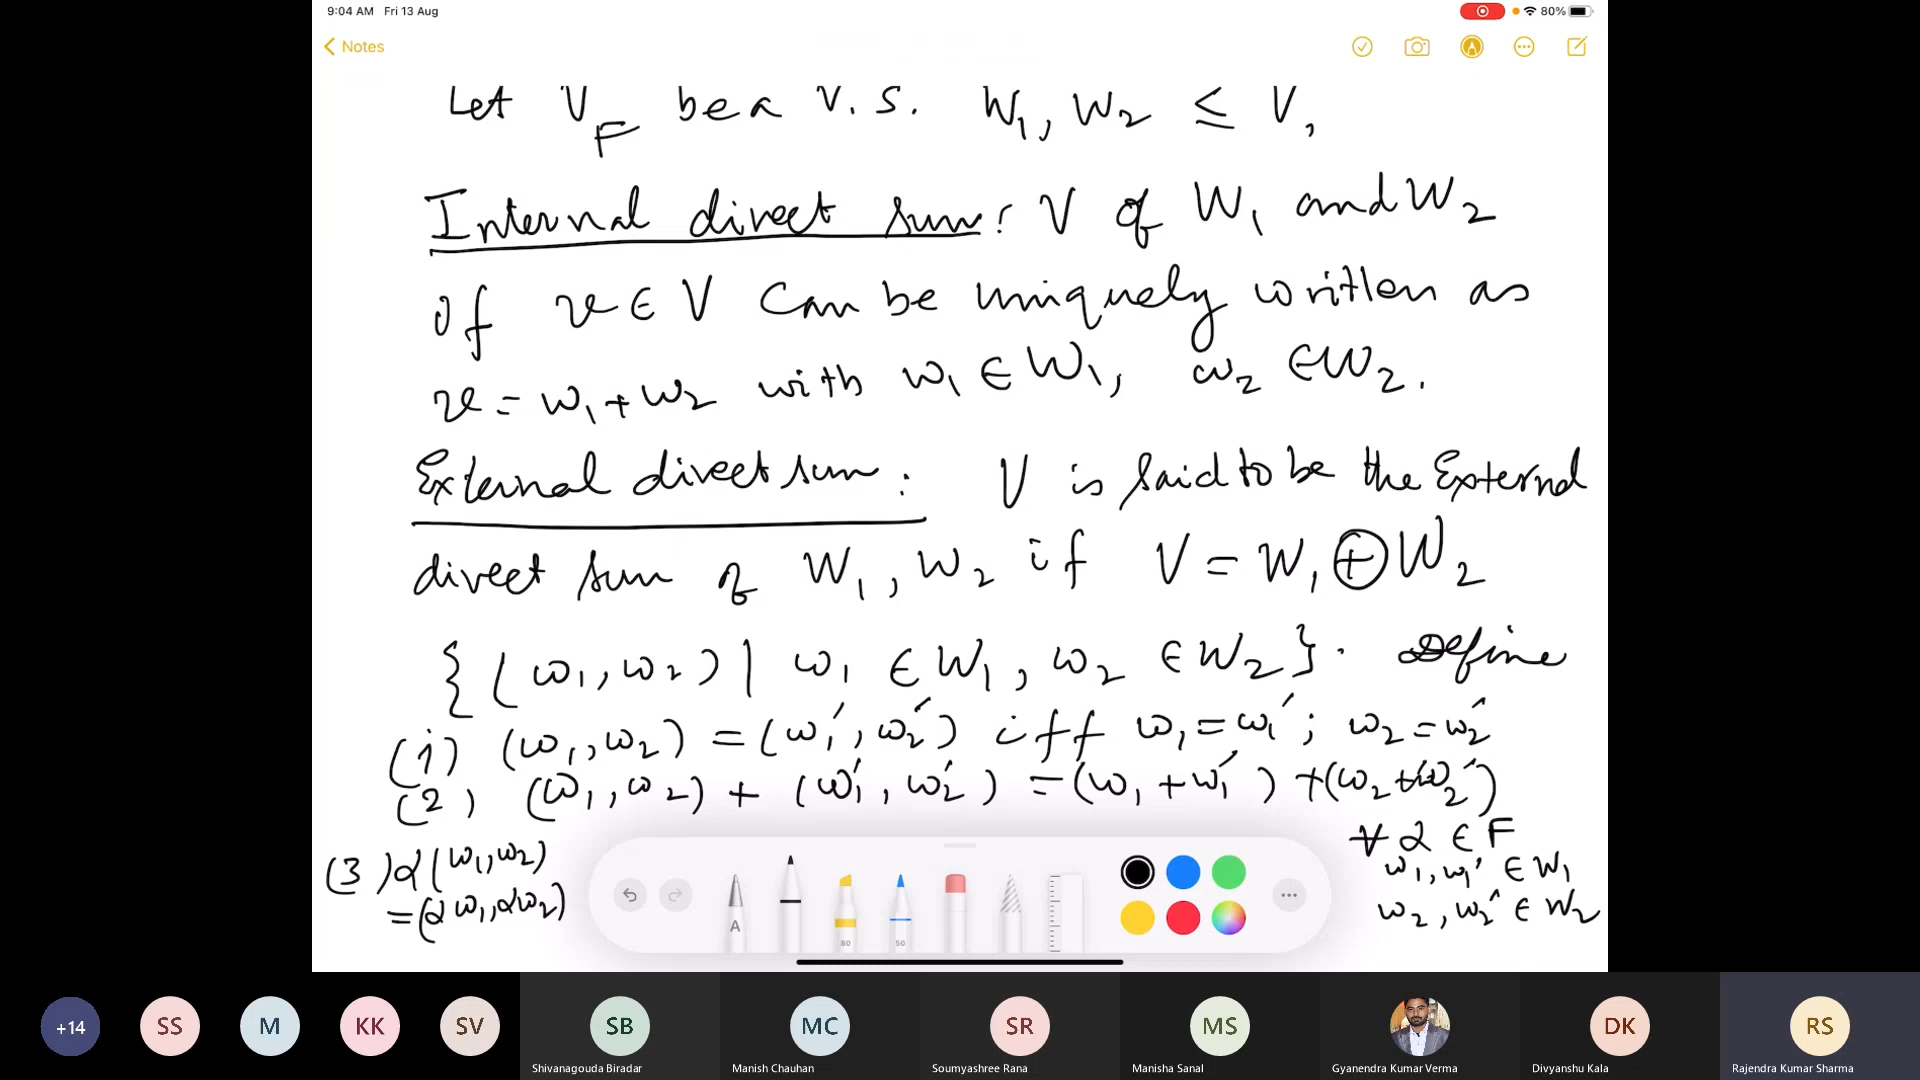 9:04 AM Fri 13 Aug
80%
Notes
Let V_F be a V.S. W₁, W₂ ≤ V,
Internal direct sum: V of W₁ and W₂
if v ∈ V can be uniquely written as
v = w₁ + w₂ with w₁ ∈ W₁, w₂ ∈ W₂.
External direct sum: V is said to be the External
direct sum of W₁, W₂ if V = W₁ ⊕ W₂
{(w₁, w₂) | w₁ ∈ W₁, w₂ ∈ W₂}. Define
(1) (w₁, w₂) = (w₁', w₂') iff w₁ = w₁'; w₂ = w₂'
(2) (w₁, w₂) + (w₁', w₂') = (w₁ + w₁') + (w₂ + w₂')
(3) α(w₁, w₂)
= (αw₁, αw₂)
∀ α ∈ F
w₁, w₁' ∈ W₁
w₂, w₂' ∈ W₂
A
80
50
+14
SS
M
KK
SV
SB
MC
SR
MS
DK
RS
Shivanagouda Biradar
Manish Chauhan
Soumyashree Rana
Manisha Sanal
Gyanendra Kumar Verma
Divyanshu Kala
Rajendra Kumar Sharma